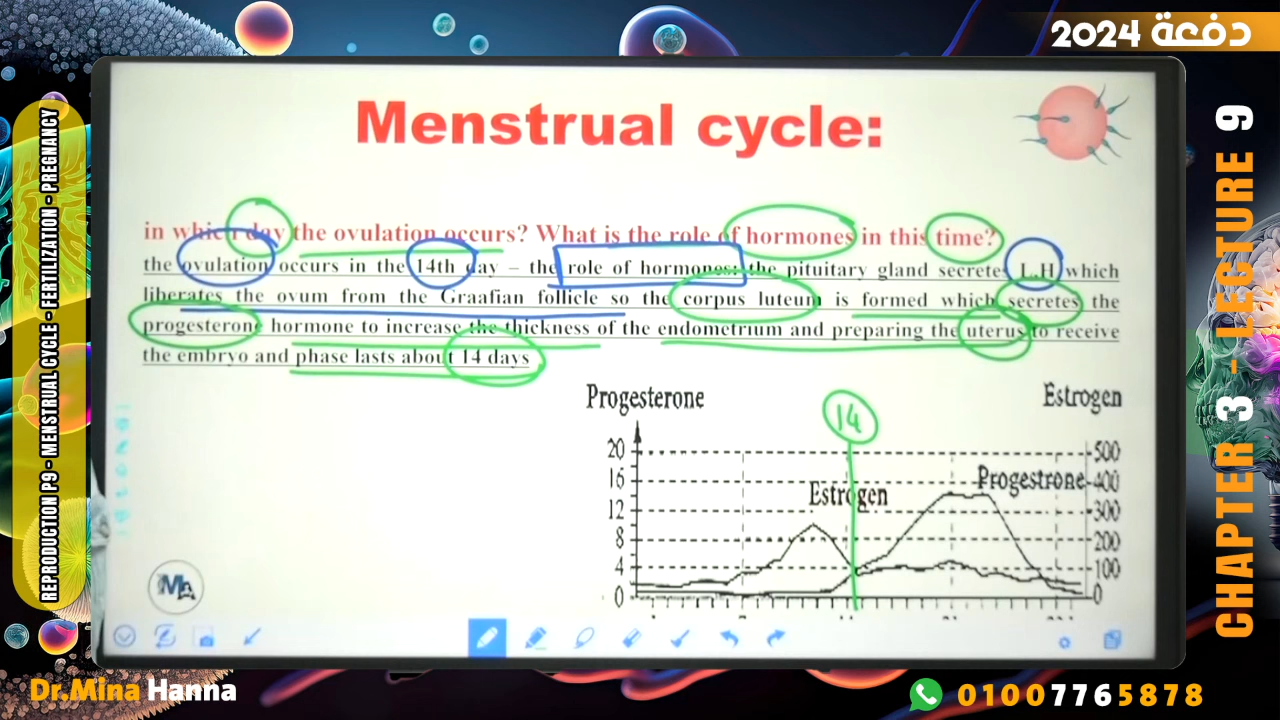 دفعة 2024
REPRODUCTION P9 - MENSTRUAL CYCLE - FERTILIZATION - PREGNANCY
Menstrual cycle:
in which day the ovulation occurs? What is the role of hormones in this time?
the ovulation occurs in the 14th day – the role of hormones: the pituitary gland secretes L.H which
liberates the ovum from the Graafian follicle so the corpus luteum is formed which secretes the
progesterone hormone to increase the thickness of the endometrium and preparing the uterus to receive
the embryo and phase lasts about 14 days
Progesterone
14
Estrogen
20
16
12
8
4
0
Estrogen
Progestrone
500
400
300
200
100
0
CHAPTER 3 - LECTURE 9
Dr.Mina Hanna
01007765878